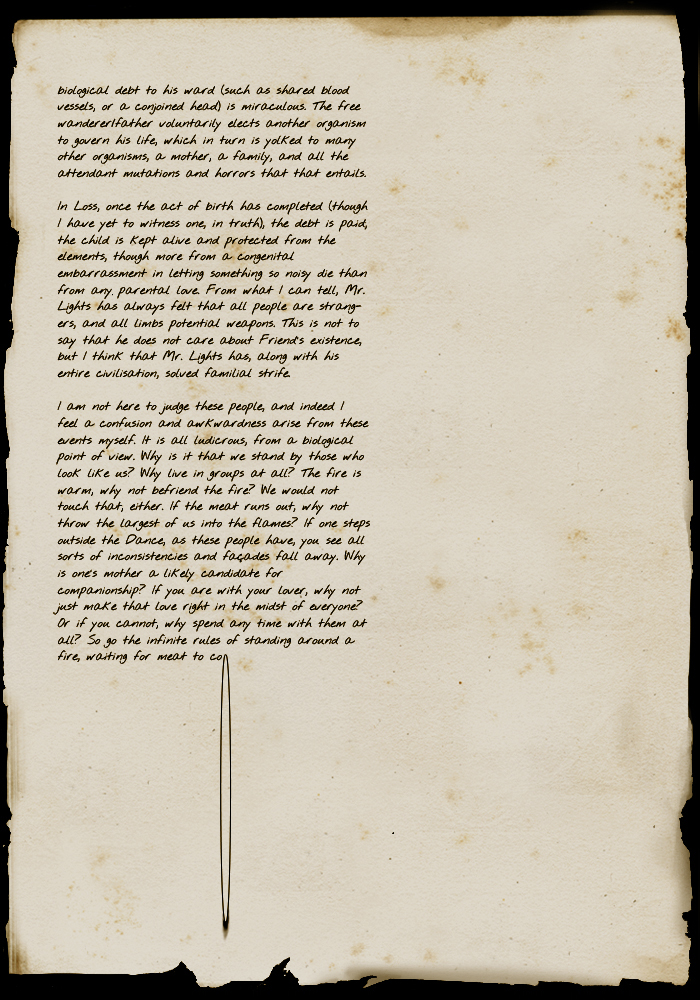 biological debt to his ward (such as shared blood
vessels, or a conjoined head) is miraculous. The free
wanderer/father voluntarily elects another organism
to govern his life, which in turn is yolked to many
other organisms, a mother, a family, and all the
attendant mutations and horrors that that entails.

In Loss, once the act of birth has completed (though
I have yet to witness one, in truth), the debt is paid,
the child is kept alive and protected from the
elements, though more from a congenital
embarrassment in letting something so noisy die than
from any. parental love. From what I can tell, Mr.
Lights has always felt that all people are strang-
ers, and all limbs potential weapons. This is not to
say that he does not care about Friend's existence,
but I think that Mr. Lights has, along with his
entire civilisation, solved familial strife.

I am not here to judge these people, and indeed I
feel a confusion and awkwardness arise from these
events myself. It is all ludicrous, from a biological
point of view. Why is it that we stand by those who
look like us? Why live in groups at all? The fire is
warm, why not befriend the fire? We would not
touch that, either. If the meat runs out, why not
throw the largest of us into the flames? If one steps
outside the Dance, as these people have, you see all
sorts of inconsistencies and façades fall away. Why
is one's mother a likely candidate for
companionship? If you are with your lover, why not
just make that love right in the midst of everyone?
Or if you cannot, why spend any time with them at
all? So go the infinite rules of standing around a
fire, waiting for meat to co